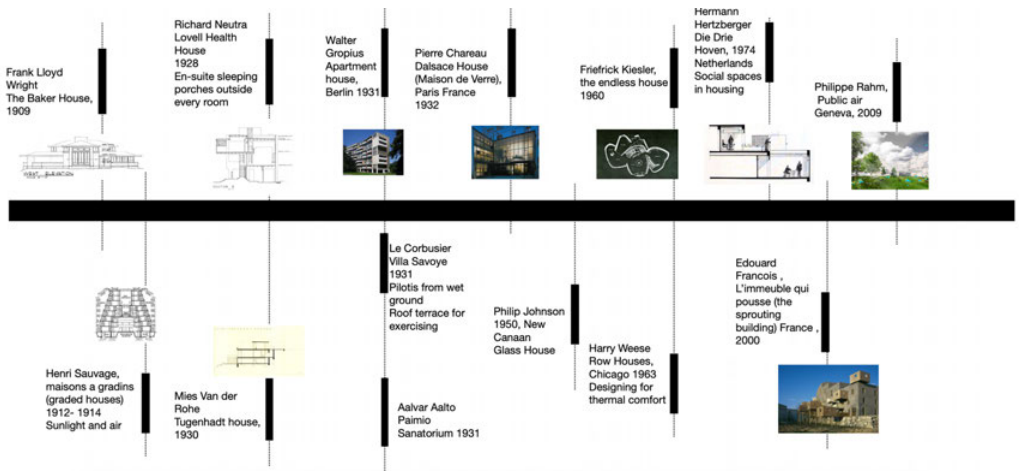 Frank Lloyd
Wright
The Baker House,
1909
Richard Neutra
Lovell Health
House
1928
En-suite sleeping
porches outside
every room
Walter
Gropius
Apartment
house,
Berlin 1931
Pierre Chareau
Dalsace House
(Maison de Verre),
Paris France
1932
Friefrick Kiesler,
the endless house
1960
Hermann
Hertzberger
Die Drie
Hoven, 1974
Netherlands
Social spaces
in housing
Philippe Rahm,
Public air
Geneva, 2009
Henri Sauvage,
maisons a gradins
(graded houses)
1912- 1914
Sunlight and air
Mies Van der
Rohe
Tugenhadt house,
1930
Le Corbusier
Villa Savoye
1931
Pilotis from wet
ground
Roof terrace for
exercising
Aalvar Aalto
Paimio
Sanatorium 1931
Philip Johnson
1950, New
Canaan
Glass House
Harry Weese
Row Houses,
Chicago 1963
Designing for
thermal comfort
Edouard
Francois ,
L'immeuble qui
pousse (the
sprouting
building) France ,
2000